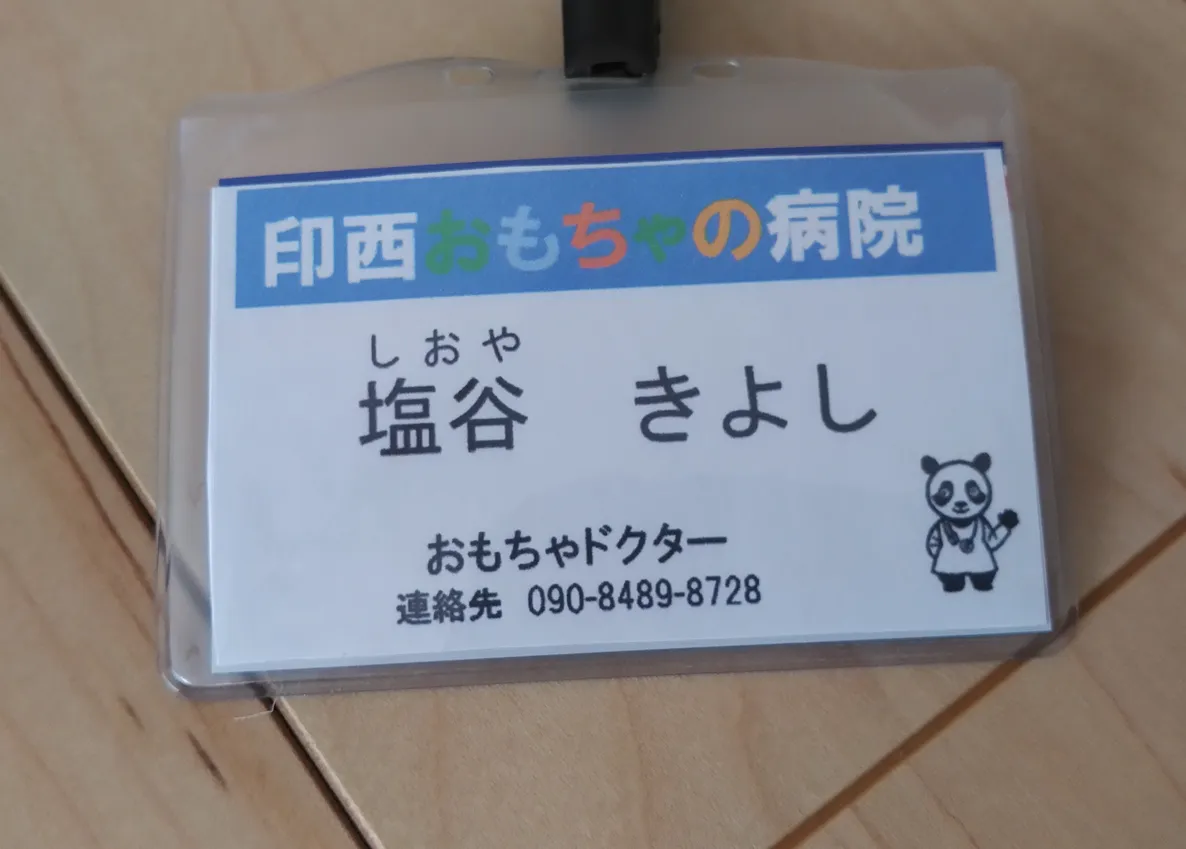 印西おもちゃの病院
しおや
塩谷 きよし
おもちゃドクター
連絡先 090-8489-8728